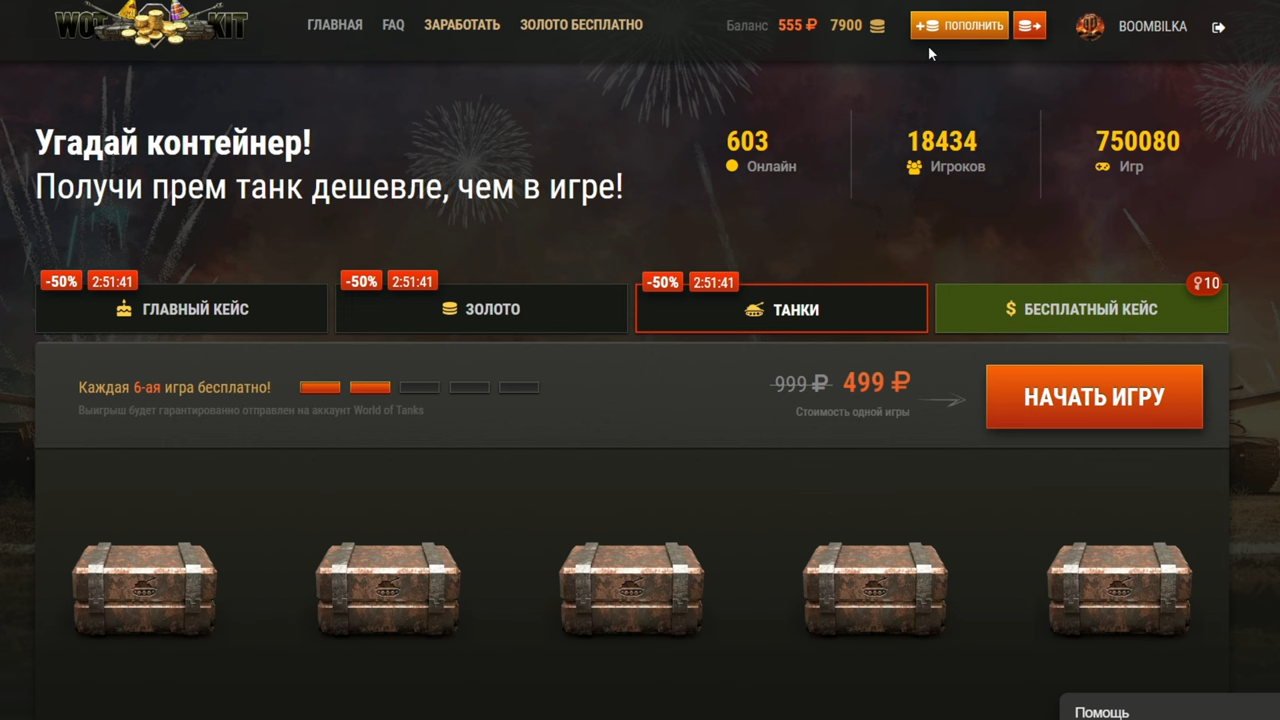 WOT KIT
ГЛАВНАЯ FAQ ЗАРАБОТАТЬ ЗОЛОТО БЕСПЛАТНО Баланс 555 ₽ 7900 + ПОПОЛНИТЬ BOOMBILKA
Угадай контейнер!
Получи прем танк дешевле, чем в игре!
603 18434 750080
Онлайн Игроков Игр
-50% 2:51:41 -50% 2:51:41 -50% 2:51:41 10
ГЛАВНЫЙ КЕЙС ЗОЛОТО ТАНКИ $ БЕСПЛАТНЫЙ КЕЙС
Каждая 6-ая игра бесплатно! 999 ₽ 499 ₽ НАЧАТЬ ИГРУ
Выигрыш будет гарантированно отправлен на аккаунт World of Tanks Стоимость одной игры
Помощь